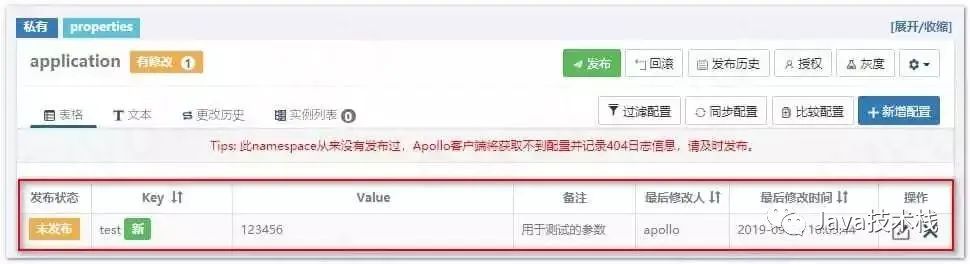 私有 properties [展开/收缩]
application 有修改 1 发布 回滚 发布历史 授权 灰度
表格 文本 更改历史 实例列表 0 过滤配置 同步配置 比较配置 +新增配置
Tips: 此namespace从来没有发布过，Apollo客户端将获取不到配置并记录404日志信息，请及时发布。
发布状态 Key Value 备注 最后修改人 最后修改时间 操作
未发布 test 新 123456 用于测试的参数 apollo 2019-09
Java技术栈